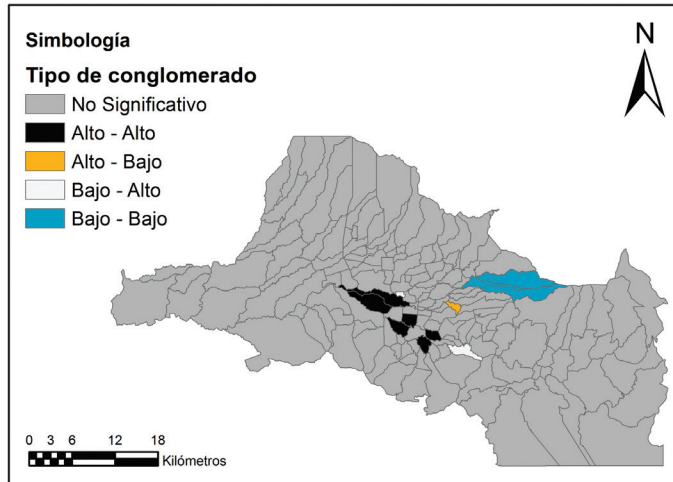 Simbología
Tipo de conglomerado
No Significativo
Alto - Alto
Alto - Bajo
Bajo - Alto
Bajo - Bajo
N
0 3 6 12 18
Kilómetros